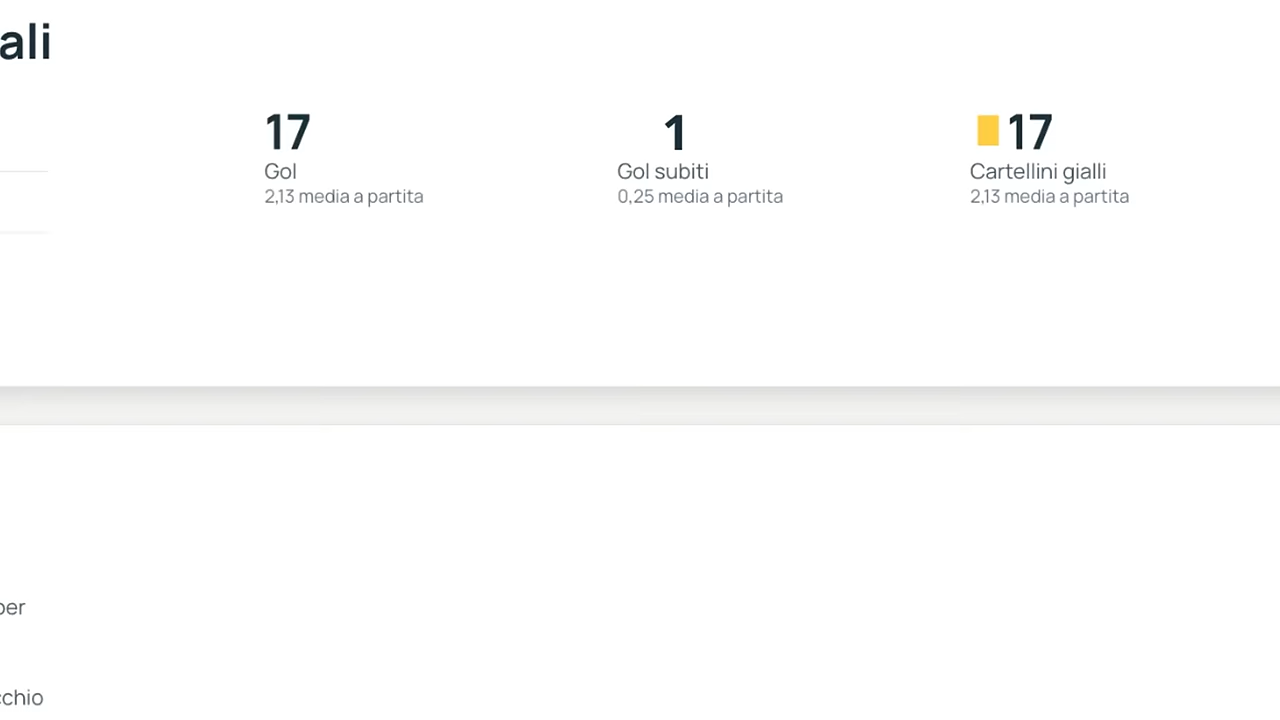 ali
17
1
17
Gol
Gol subiti
Cartellini gialli
2,13 media a partita
0,25 media a partita
2,13 media a partita
per
cchio